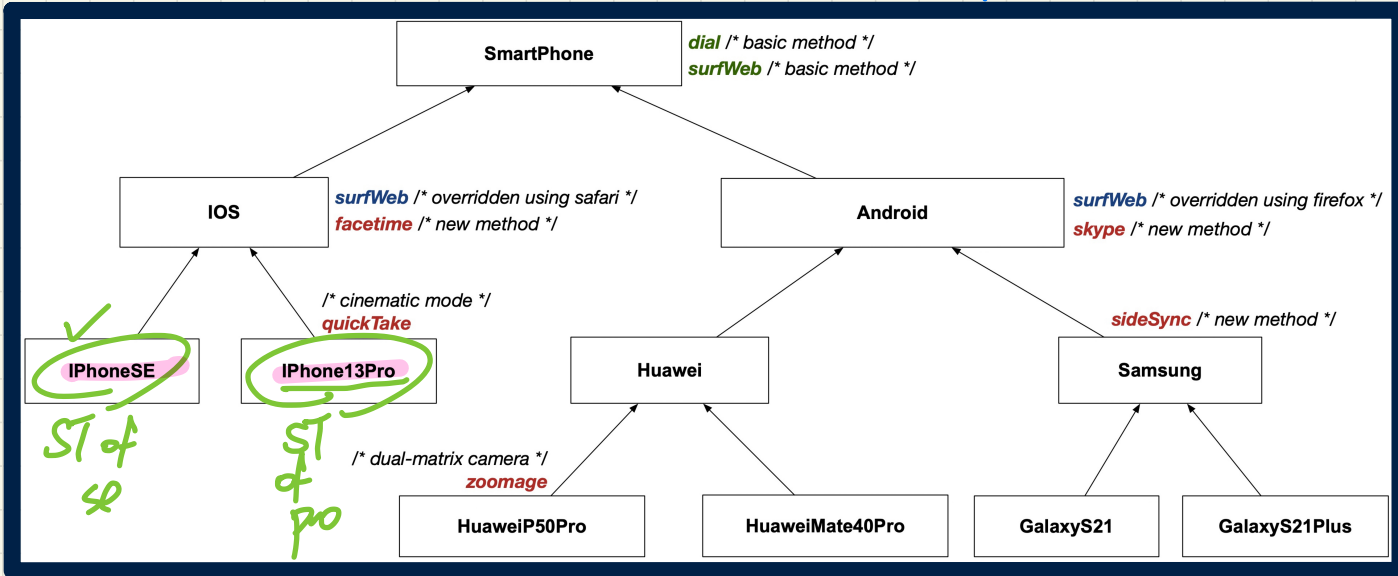 SmartPhone
dial /* basic method */
surfWeb /* basic method */
IOS
surfWeb /* overridden using safari */
facetime /* new method */
Android
surfWeb /* overridden using firefox */
skype /* new method */
/* cinematic mode */
quickTake
sideSync /* new method */
IPhoneSE
IPhone13Pro
Huawei
Samsung
ST of
se
ST
of
pro
/* dual-matrix camera */
zoomage
HuaweiP50Pro
HuaweiMate40Pro
GalaxyS21
GalaxyS21Plus